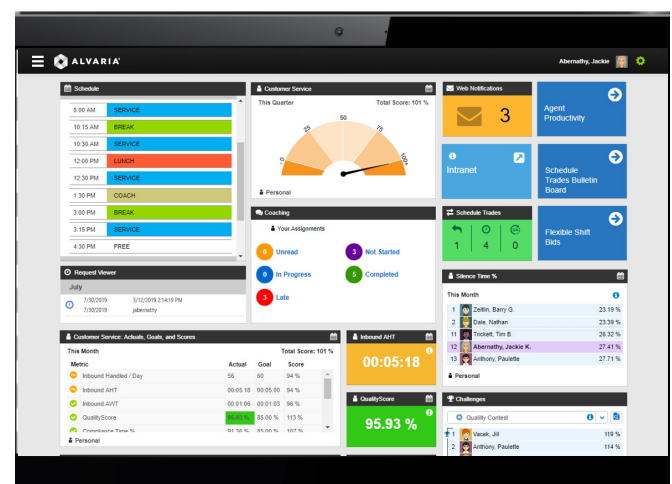 ALVARIA
Abernathy, Jackie
Schedule
8:00 AM SERVICE
10:15 AM BREAK
10:30 AM SERVICE
12:00 PM LUNCH
12:30 PM SERVICE
1:30 PM COACH
3:00 PM BREAK
3:15 PM SERVICE
4:30 PM FREE
Request Viewer
July
7/30/2019 3/12/2019 2:14:19 PM
7/30/2019 jabernathy
Customer Service
This Quarter Total Score: 101 %
0 25 50 75 100+
Personal
Coaching
Your Assignments
0 Unread 3 Not Started
0 In Progress 5 Completed
3 Late
Web Notifications
3
Agent
Productivity
Intranet
Schedule
Trades Bulletin
Board
Schedule Trades
1 4 0
Flexible Shift
Bids
Silence Time %
This Month
1 Zeitlin, Barry G. 23.19 %
2 Dale, Nathan 23.39 %
11 Trickett, Tim B. 26.32 %
12 Abernathy, Jackie K. 27.41 %
13 Anthony, Paulette 27.71 %
Personal
Customer Service: Actuals, Goals, and Scores
This Month Total Score: 101 %
Metric Actual Goal Score
Inbound Handled / Day 56 60 94 %
Inbound AHT 00:05:18 00:05:00 94 %
Inbound AWT 00:01:06 00:01:03 96 %
QualityScore 95.93 % 85.00 % 113 %
Compliance Time % 91.36 % 85.00 % 107 %
Personal
Inbound AHT
00:05:18
QualityScore
95.93 %
Challenges
Quality Contest
1 Vacek, Jill 119 %
2 Anthony, Paulette 114 %